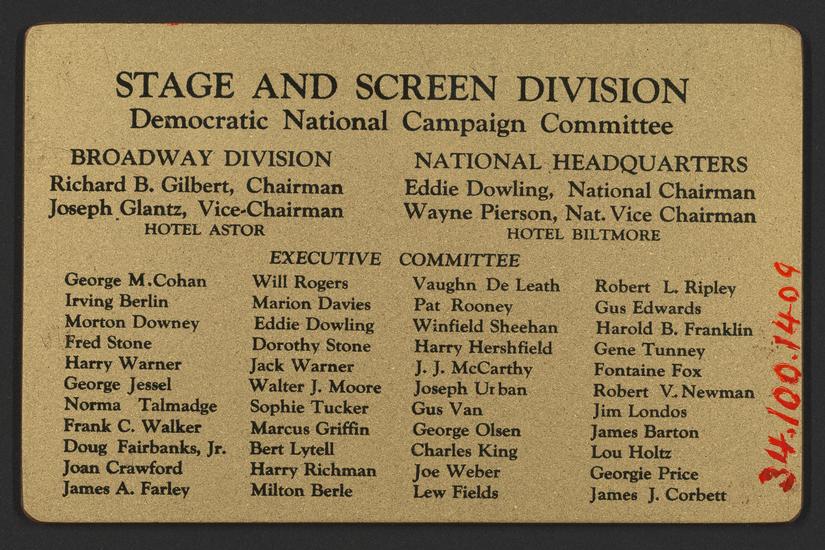 STAGE AND SCREEN DIVISION
Democratic National Campaign Committee
BROADWAY DIVISION
Richard B. Gilbert, Chairman
Joseph Glantz, Vice-Chairman
HOTEL ASTOR
NATIONAL HEADQUARTERS
Eddie Dowling, National Chairman
Wayne Pierson, Nat. Vice Chairman
HOTEL BILTMORE
EXECUTIVE COMMITTEE
George M. Cohan
Irving Berlin
Morton Downey
Fred Stone
Harry Warner
George Jessel
Norma Talmadge
Frank C. Walker
Doug Fairbanks, Jr.
Joan Crawford
James A. Farley
Will Rogers
Marion Davies
Eddie Dowling
Dorothy Stone
Jack Warner
Walter J. Moore
Sophie Tucker
Marcus Griffin
Bert Lytell
Harry Richman
Milton Berle
Vaughn De Leath
Pat Rooney
Winfield Sheehan
Harry Hershfield
J. J. McCarthy
Joseph Urban
Gus Van
George Olsen
Charles King
Joe Weber
Lew Fields
Robert L. Ripley
Gus Edwards
Harold B. Franklin
Gene Tunney
Fontaine Fox
Robert V. Newman
Jim Londos
James Barton
Lou Holtz
Georgie Price
James J. Corbett
34.100.1409